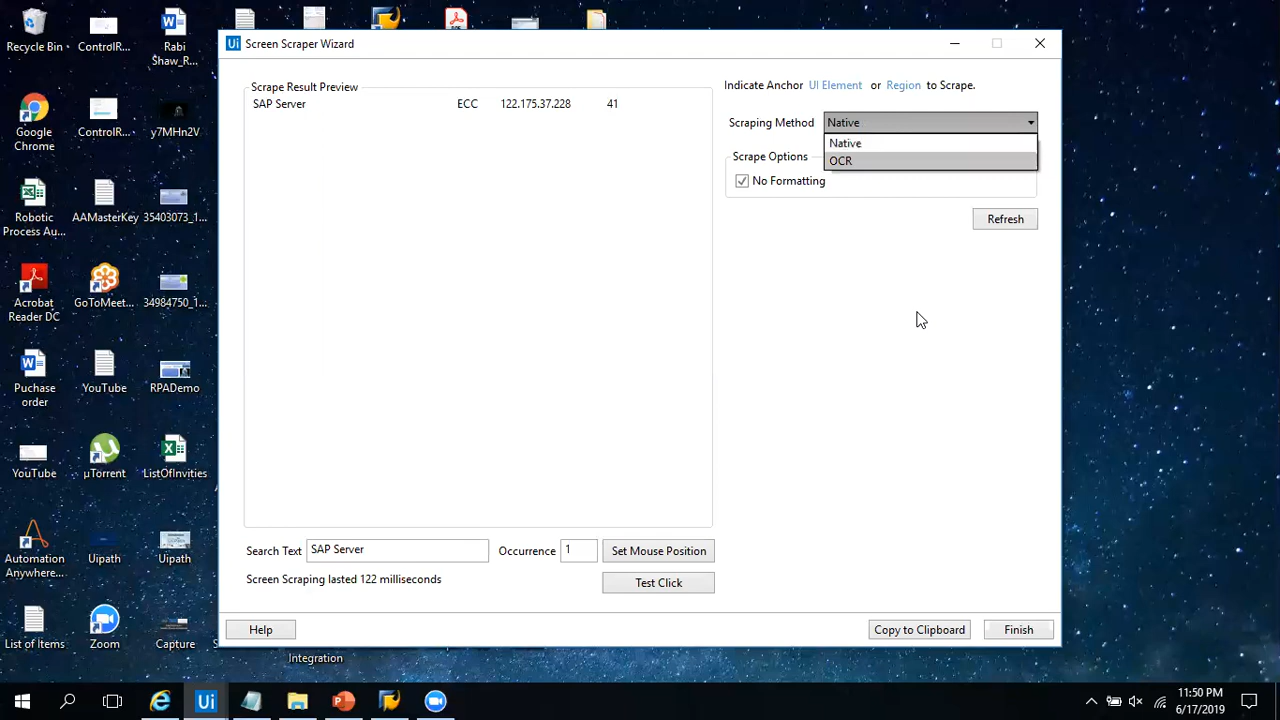 Recycle Bin
ControlR...
Rabi
Shaw_R...
Google
Chrome
ControlR...
y7MHn2V
Robotic
Process Au...
AAMasterKey
35403073_1...
Acrobat
Reader DC
GoToMeet...
34984750_1...
Puchase
order
YouTube
RPADemo
YouTube
µTorrent
ListOfInvities
Automation
Anywhere...
Uipath
Uipath
List of Items
Zoom
Capture
Integration
Ui Screen Scraper Wizard
Scrape Result Preview
SAP Server ECC 122.175.37.228 41
Indicate Anchor UI Element or Region to Scrape.
Scraping Method Native
Native
OCR
Scrape Options
No Formatting
Refresh
Search Text SAP Server Occurrence 1 Set Mouse Position
Screen Scraping lasted 122 milliseconds
Test Click
Help
Copy to Clipboard
Finish
Ui
11:50 PM
6/17/2019